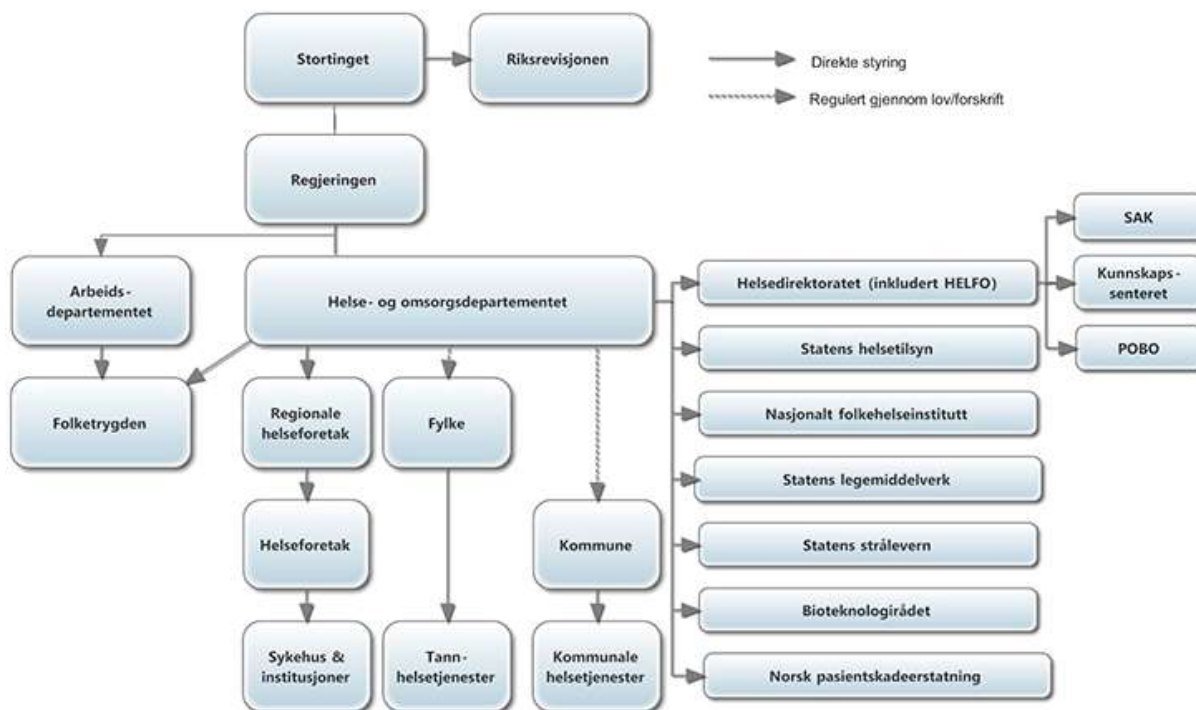 Stortinget
Riksrevisjonen
Direkte styring
Regulert gjennom lov/forskrift
Regjeringen
SAK
Arbeids-
departementet
Helse- og omsorgsdepartementet
Helsedirektoratet (inkludert HELFO)
Kunnskaps-
senteret
Statens helsetilsyn
POBO
Folketrygden
Regionale
helseforetak
Fylke
Nasjonalt folkehelseinstitutt
Statens legemiddelverk
Helseforetak
Kommune
Statens strålevern
Bioteknologirådet
Sykehus &
institusjoner
Tann-
helsetjenester
Kommunale
helsetjenester
Norsk pasientskadeerstatning